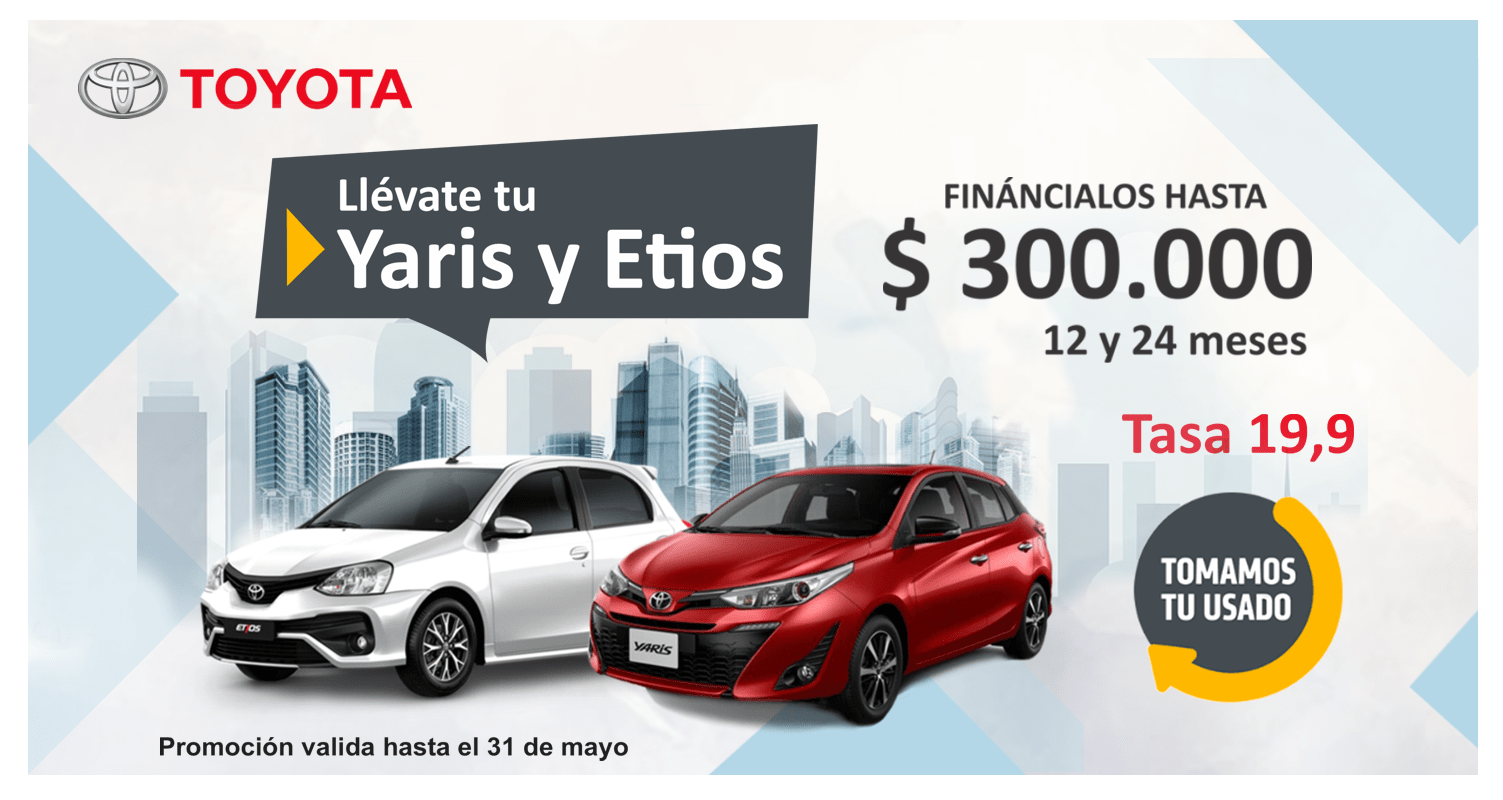 TOYOTA
Llévate tu
Yaris y Etios
FINÁNCIALOS HASTA
$ 300.000
12 y 24 meses
Tasa 19,9
TOMAMOS
TU USADO
ETIOS
YARIS
Promoción valida hasta el 31 de mayo